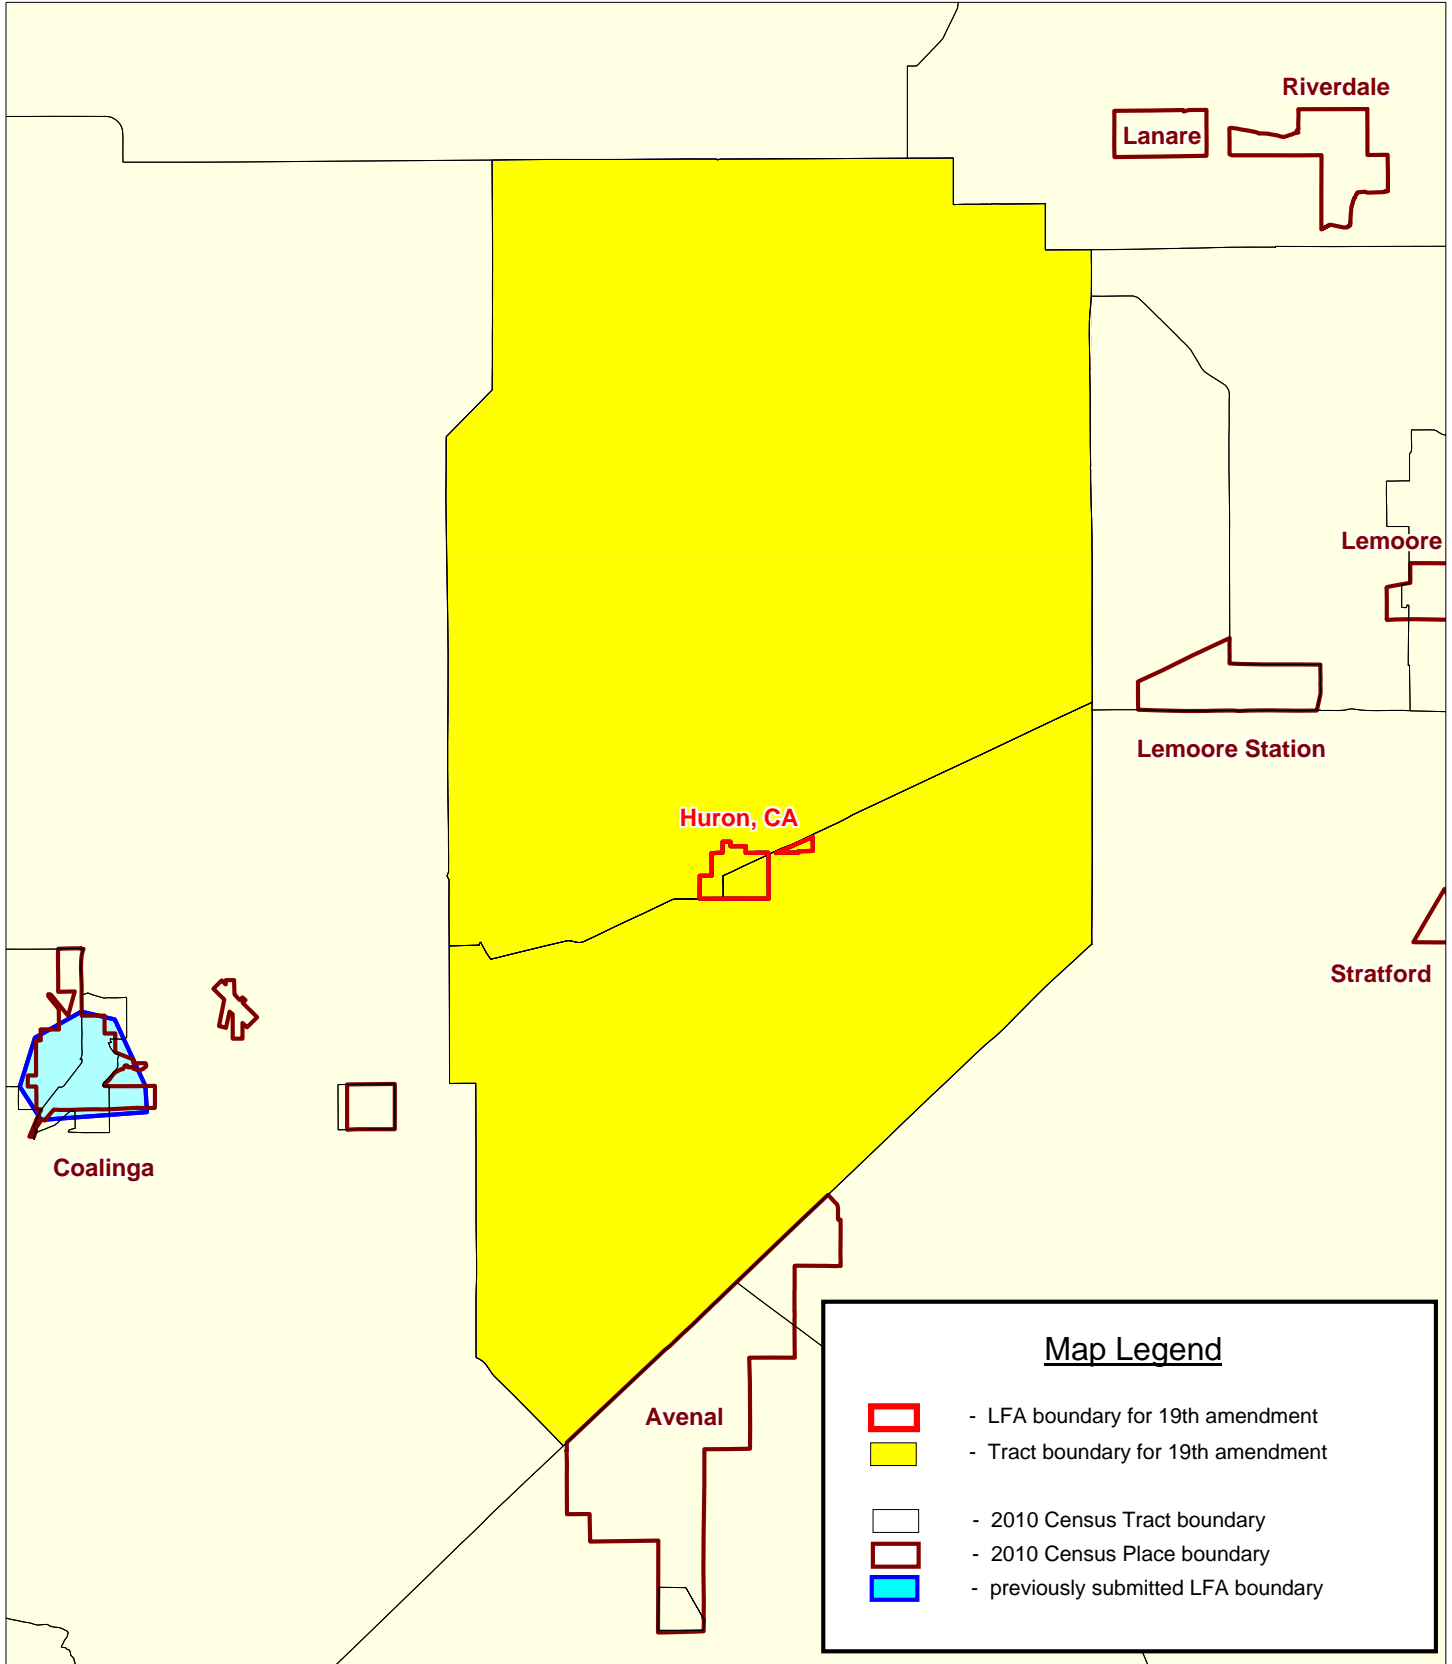 Riverdale
Lanare
Lemoore
Lemoore Station
Huron, CA
Stratford
Coalinga
Avenal
Map Legend
- LFA boundary for 19th amendment
- Tract boundary for 19th amendment
- 2010 Census Tract boundary
- 2010 Census Place boundary
- previously submitted LFA boundary